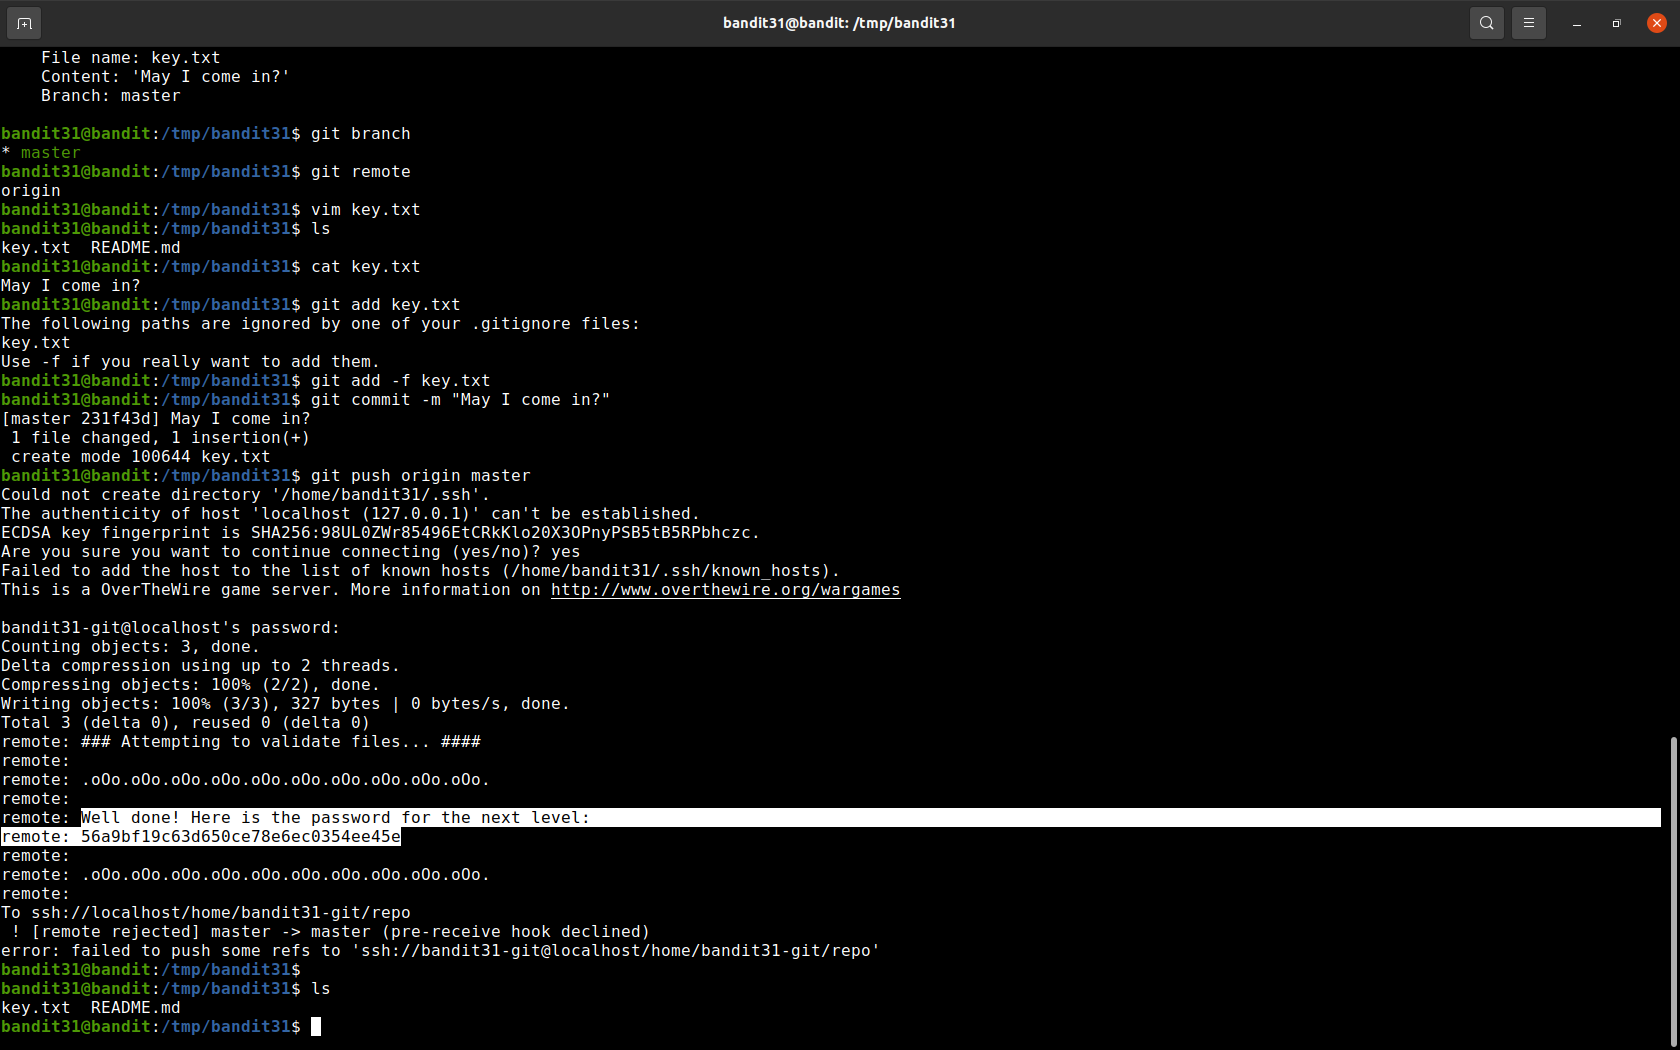 bandit31@bandit: /tmp/bandit31
    File name: key.txt
    Content: 'May I come in?'
    Branch: master
bandit31@bandit:/tmp/bandit31$ git branch
* master
bandit31@bandit:/tmp/bandit31$ git remote
origin
bandit31@bandit:/tmp/bandit31$ vim key.txt
bandit31@bandit:/tmp/bandit31$ ls
key.txt  README.md
bandit31@bandit:/tmp/bandit31$ cat key.txt
May I come in?
bandit31@bandit:/tmp/bandit31$ git add key.txt
The following paths are ignored by one of your .gitignore files:
key.txt
Use -f if you really want to add them.
bandit31@bandit:/tmp/bandit31$ git add -f key.txt
bandit31@bandit:/tmp/bandit31$ git commit -m "May I come in?"
[master 231f43d] May I come in?
 1 file changed, 1 insertion(+)
 create mode 100644 key.txt
bandit31@bandit:/tmp/bandit31$ git push origin master
Could not create directory '/home/bandit31/.ssh'.
The authenticity of host 'localhost (127.0.0.1)' can't be established.
ECDSA key fingerprint is SHA256:98UL0ZWr85496EtCRkKlo20X3OPnyPSB5tB5RPbhczc.
Are you sure you want to continue connecting (yes/no)? yes
Failed to add the host to the list of known hosts (/home/bandit31/.ssh/known_hosts).
This is a OverTheWire game server. More information on http://www.overthewire.org/wargames
bandit31-git@localhost's password:
Counting objects: 3, done.
Delta compression using up to 2 threads.
Compressing objects: 100% (2/2), done.
Writing objects: 100% (3/3), 327 bytes | 0 bytes/s, done.
Total 3 (delta 0), reused 0 (delta 0)
remote: ### Attempting to validate files... ####
remote:
remote: .oOo.oOo.oOo.oOo.oOo.oOo.oOo.oOo.oOo.oOo.
remote:
remote: Well done! Here is the password for the next level:
remote: 56a9bf19c63d650ce78e6ec0354ee45e
remote:
remote: .oOo.oOo.oOo.oOo.oOo.oOo.oOo.oOo.oOo.oOo.
remote:
To ssh://localhost/home/bandit31-git/repo
 ! [remote rejected] master -> master (pre-receive hook declined)
error: failed to push some refs to 'ssh://bandit31-git@localhost/home/bandit31-git/repo'
bandit31@bandit:/tmp/bandit31$
bandit31@bandit:/tmp/bandit31$ ls
key.txt  README.md
bandit31@bandit:/tmp/bandit31$